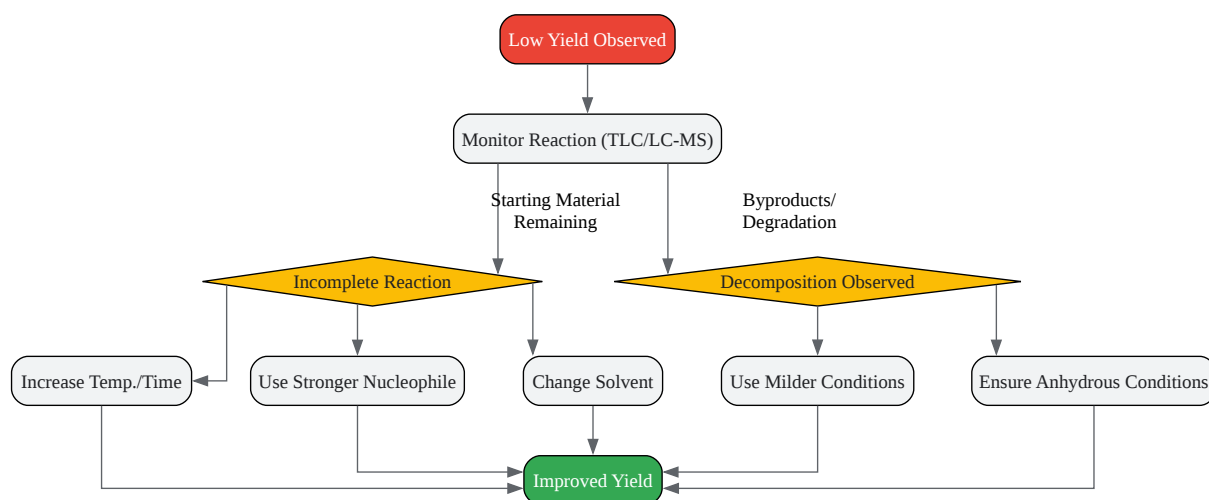 Low Yield Observed
Monitor Reaction (TLC/LC-MS)
Starting Material
Remaining
Byproducts/
Degradation
Incomplete Reaction
Decomposition Observed
Increase Temp./Time
Use Stronger Nucleophile
Change Solvent
Use Milder Conditions
Ensure Anhydrous Conditions
Improved Yield